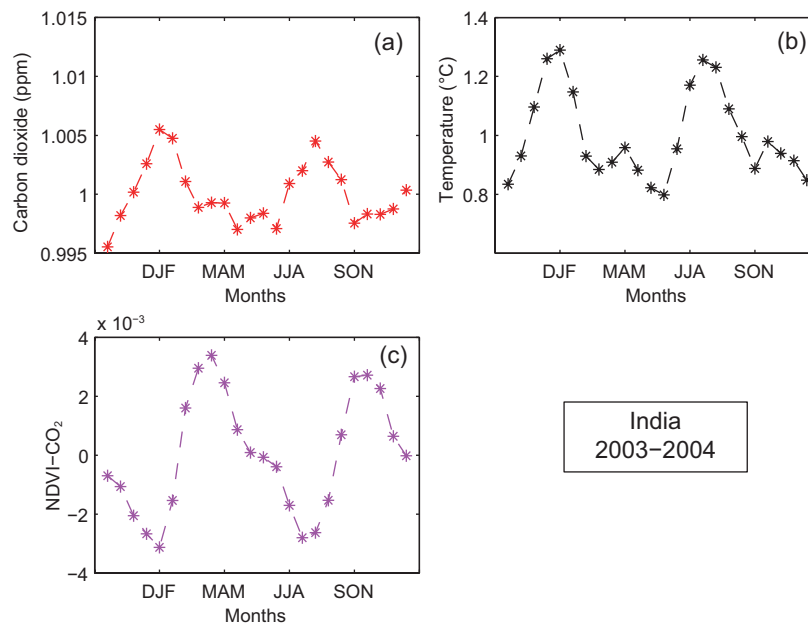 1.015
(a)
1.01
1.005
1
0.995
Carbon dioxide (ppm)
DJF MAM JJA SON
Months
1.4
(b)
1.2
1
0.8
Temperature (°C)
DJF MAM JJA SON
Months
x 10⁻³
4
(c)
2
0
−2
−4
NDVI−CO₂
DJF MAM JJA SON
Months
India
2003−2004